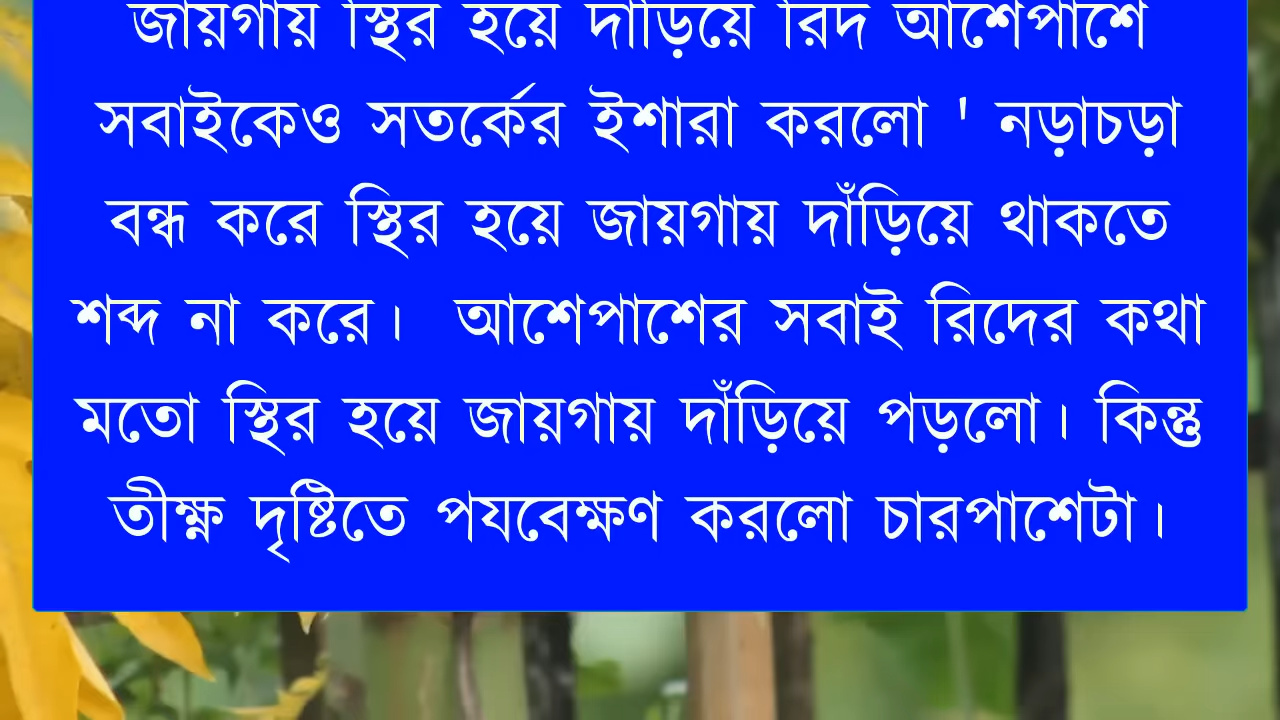 জায়গায় স্থির হয়ে দাঁড়িয়ে রিদ আশেপাশে
সবাইকেও সতর্কের ইশারা করলো ' নড়াচড়া
বন্ধ করে স্থির হয়ে জায়গায় দাঁড়িয়ে থাকতে
শব্দ না করে। আশেপাশের সবাই রিদের কথা
মতো স্থির হয়ে জায়গায় দাঁড়িয়ে পড়লো। কিন্তু
তীক্ষ্ণ দৃষ্টিতে পযবেক্ষণ করলো চারপাশেটা।